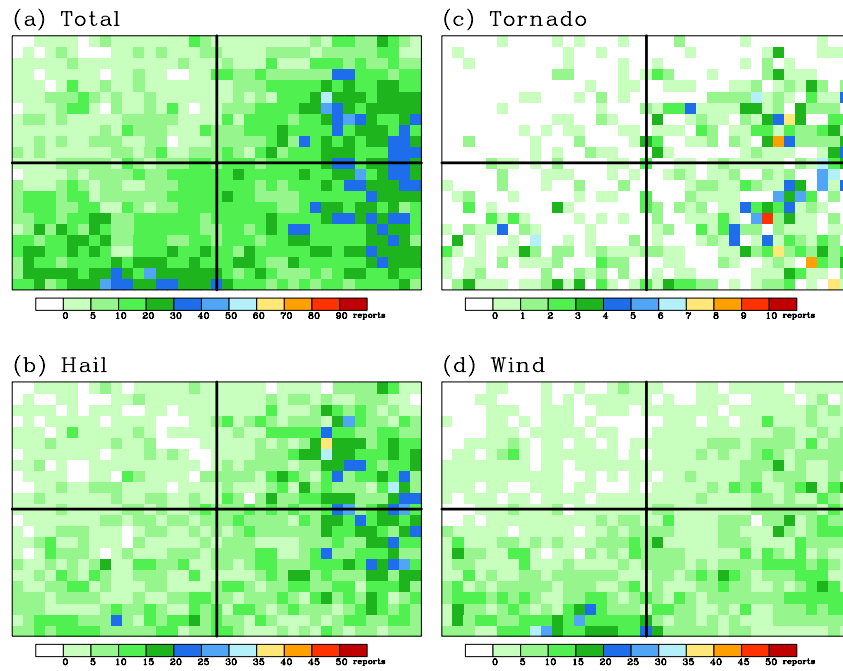 (a) Total
(c) Tornado
0 5 10 20 30 40 50 60 70 80 90 reports
0 1 2 3 4 5 6 7 8 9 10 reports
(b) Hail
(d) Wind
0 5 10 15 20 25 30 35 40 45 50 reports
0 5 10 15 20 25 30 35 40 45 50 reports